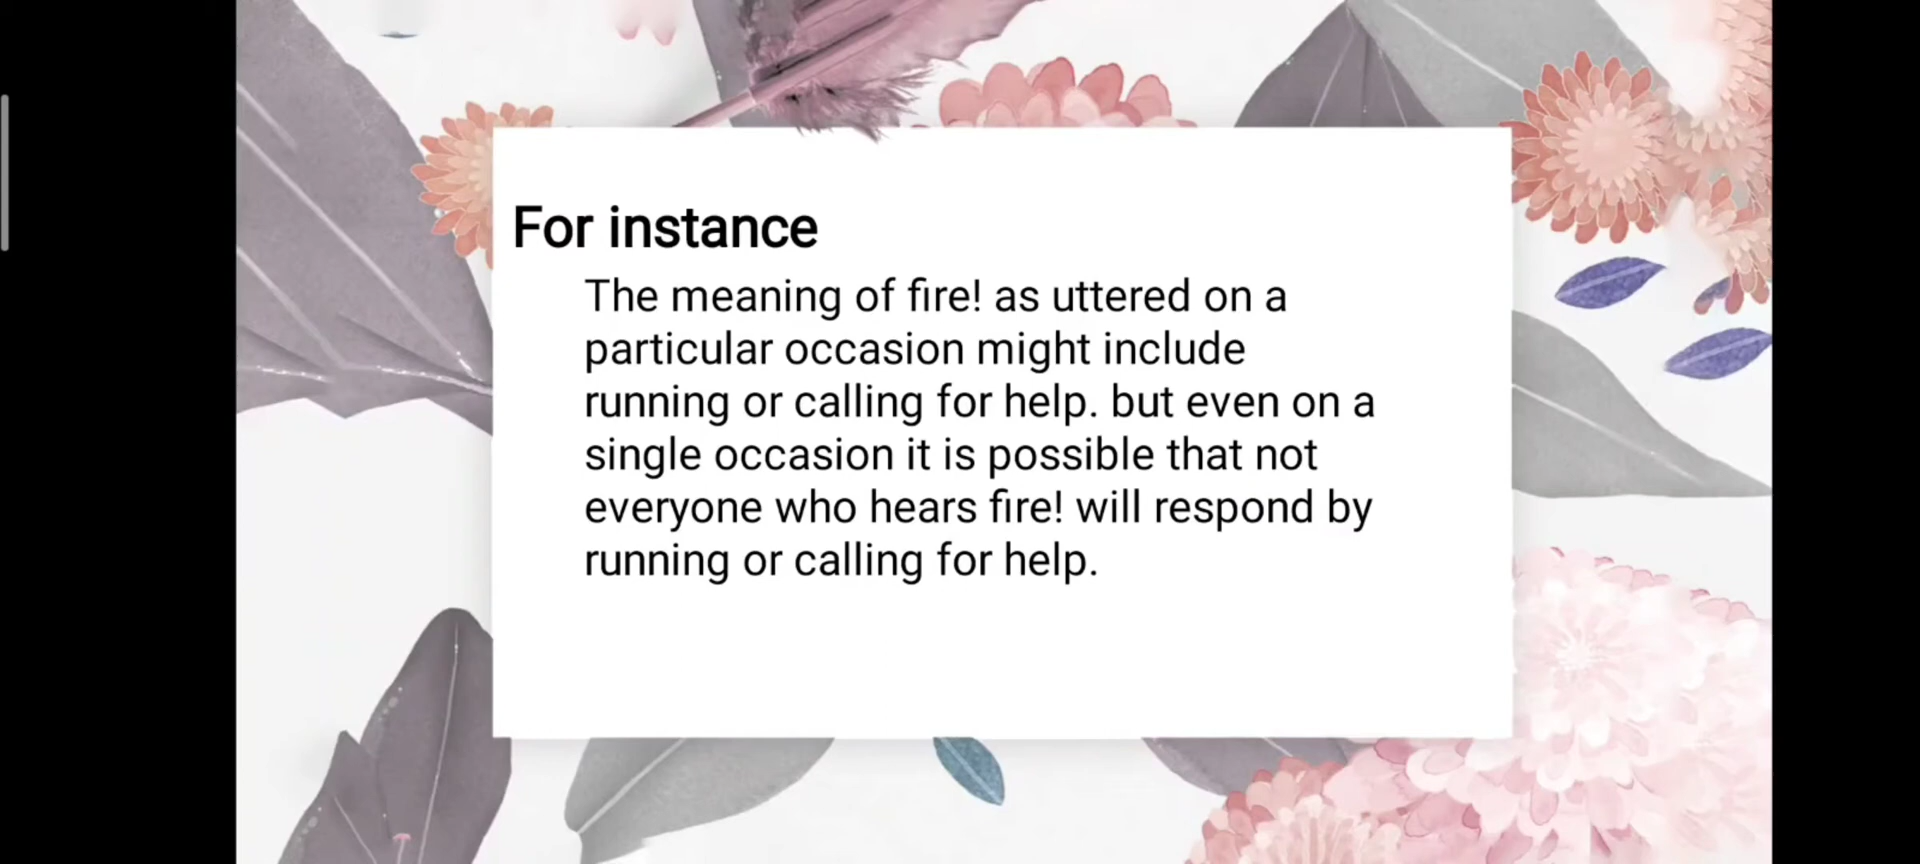 For instance
The meaning of fire! as uttered on a
particular occasion might include
running or calling for help. but even on a
single occasion it is possible that not
everyone who hears fire! will respond by
running or calling for help.